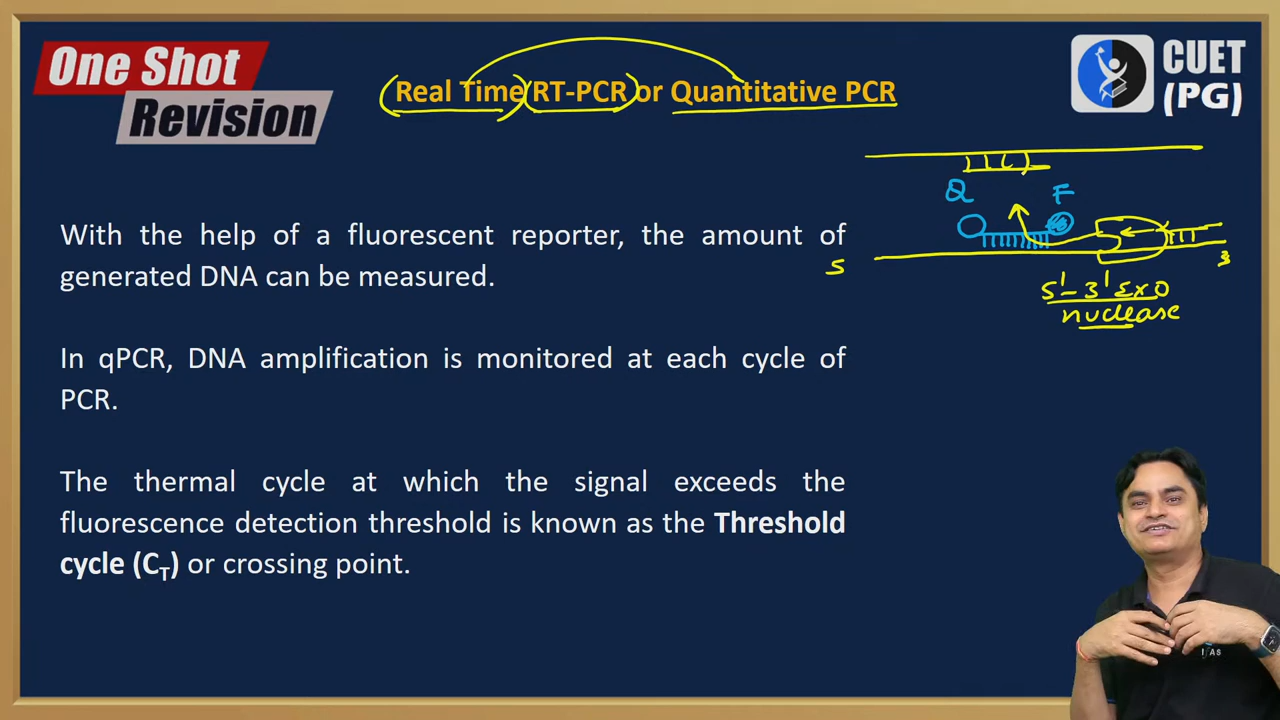 One Shot
Revision
Real Time RT-PCR or Quantitative PCR
CUET
(PG)
Q
F
With the help of a fluorescent reporter, the amount of
generated DNA can be measured.
5
3
5'-3' Exo
nuclease
In qPCR, DNA amplification is monitored at each cycle of
PCR.
The thermal cycle at which the signal exceeds the
fluorescence detection threshold is known as the Threshold
cycle (CT) or crossing point.